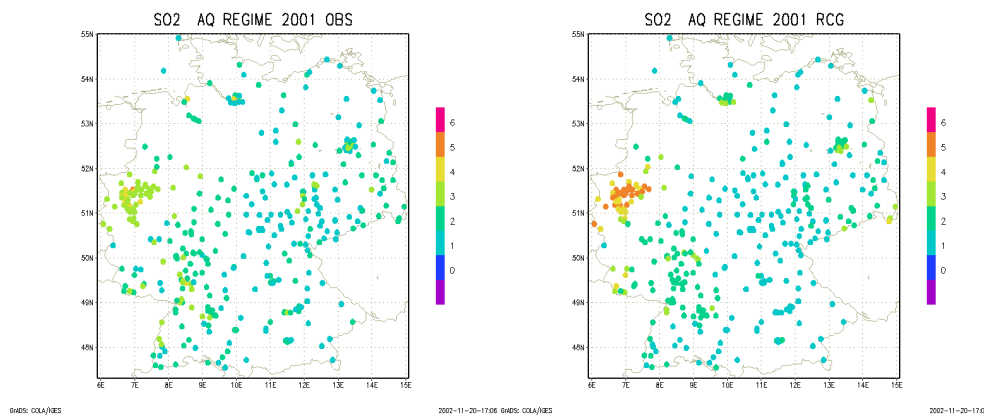 SO2 AQ REGIME 2001 OBS
55N
54N
53N
52N
51N
50N
49N
48N
6E 7E 8E 9E 10E 11E 12E 13E 14E 15E
6
5
4
3
2
1
0
GrADS: COLA/IGES
2002-11-20-17:06
SO2 AQ REGIME 2001 RCG
55N
54N
53N
52N
51N
50N
49N
48N
6E 7E 8E 9E 10E 11E 12E 13E 14E 15E
6
5
4
3
2
1
0
GrADS: COLA/IGES
2002-11-20-17:0